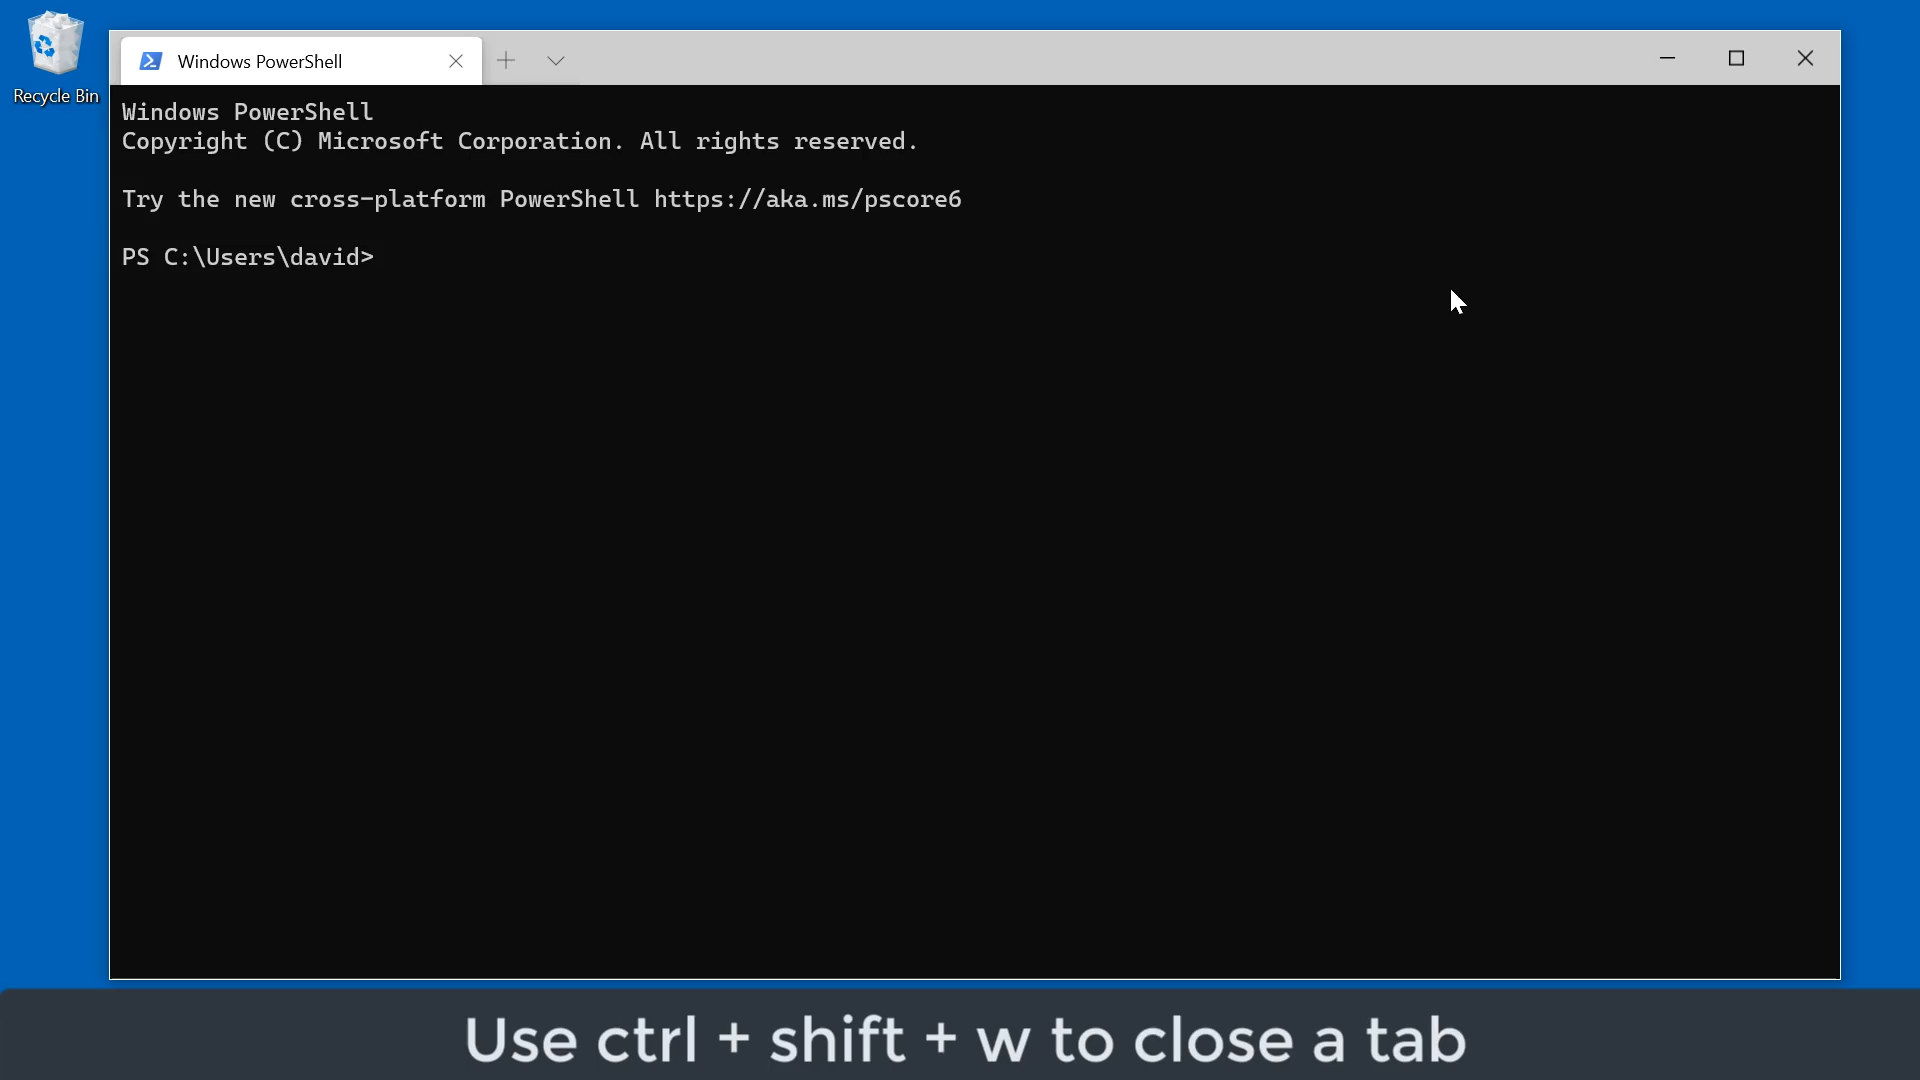 Recycle Bin
Windows PowerShell
Windows PowerShell
Copyright (C) Microsoft Corporation. All rights reserved.
Try the new cross-platform PowerShell https://aka.ms/pscore6
PS C:\Users\david>
Use ctrl + shift + w to close a tab